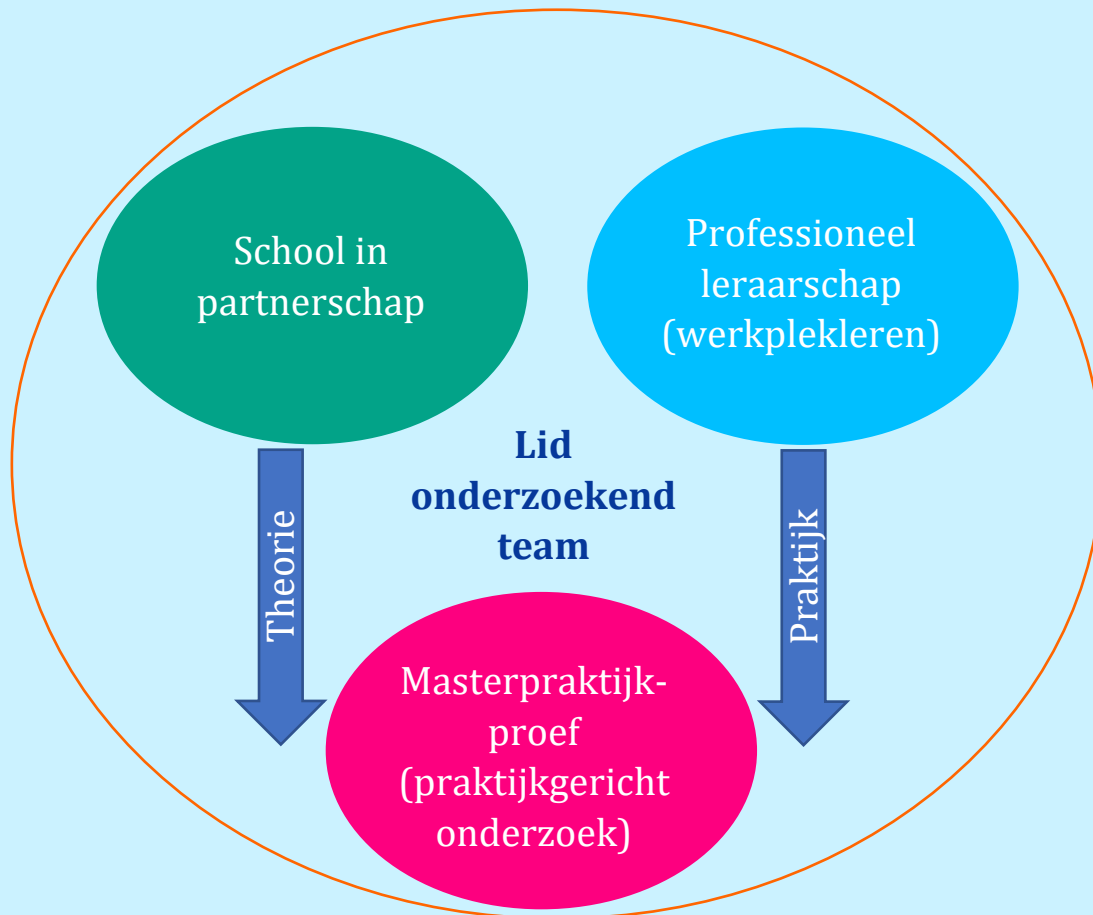 School in
partnerschap
Professioneel
leraarschap
(werkplekleren)
Lid
onderzoekend
team
Theorie
Praktijk
Masterpraktijk-
proef
(praktijkgericht
onderzoek)